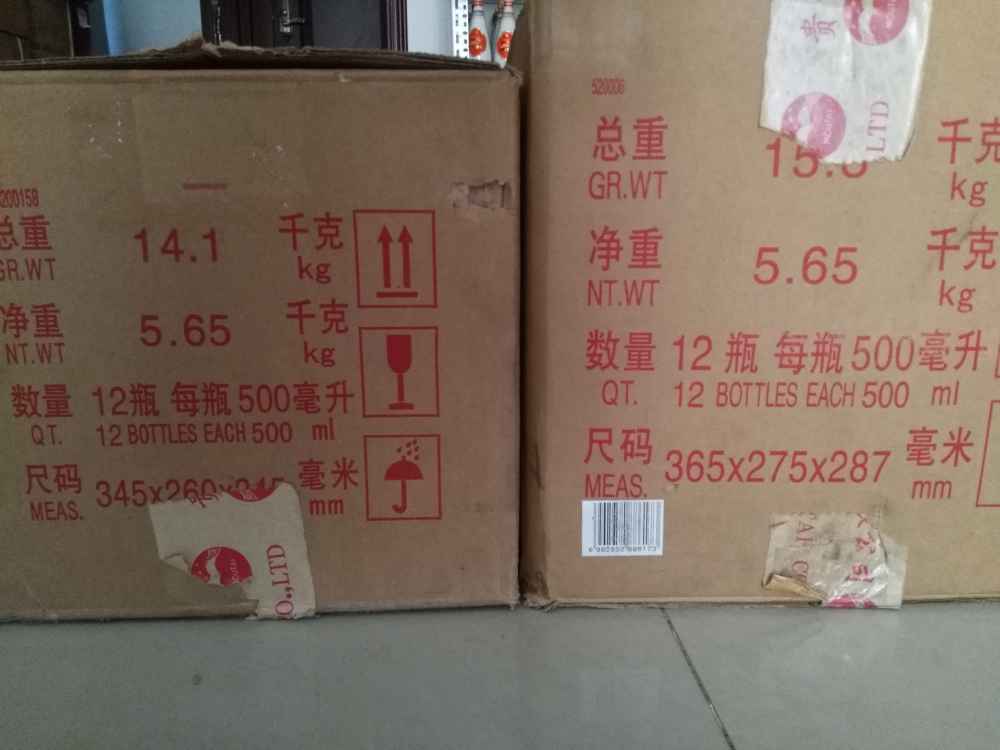 200158
总重 14.1 千克
GR.WT kg
净重 5.65 千克
NT.WT kg
数量 12瓶 每瓶500毫升
QT. 12 BOTTLES EACH 500 ml
尺码 345x260x245 毫米
MEAS. mm
O.,LTD
520006
贵
LTD
总重 15.8 千克
GR.WT kg
净重 5.65 千克
NT.WT kg
数量 12瓶 每瓶500毫升
QT. 12 BOTTLES EACH 500 ml
尺码 365x275x287 毫米
MEAS. mm